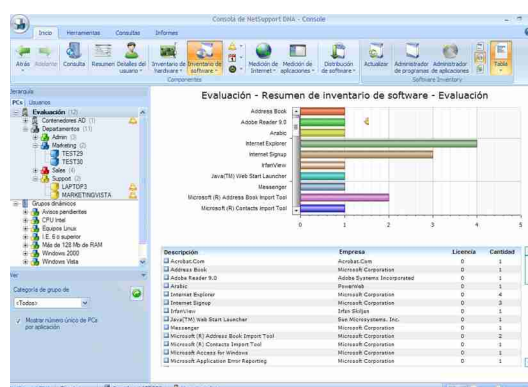 Consola de NetSupport DNA - Console
Inicio Herramientas Consultas Informes
Atrás Adelante Consulta Resumen Detalles del usuario Inventario de hardware Inventario de software Medición de Internet Medición de aplicaciones Distribución de software Actualizar Administrador de programas Administrador de aplicaciones Tabla
Componentes Software Inventory
Jerarquía
PCs Usuarios
Evaluación (12)
Contenedores AD (1)
Departamentos (11)
Admin (3)
Marketing (2)
TEST29
TEST30
Sales (4)
Support (2)
LAPTOP3
MARKETINGVISTA
Grupos dinámicos
Avisos pendientes
CPU Intel
Equipos Linux
I.E. 6 o superior
Más de 128 Mb de RAM
Windows 2000
Windows Vista
Ver
Categoría de grupo de
<Todos>
Mostrar número único de PCs por aplicación
Evaluación - Resumen de inventario de software - Evaluación
Address Book
Adobe Reader 9.0
Arabic
Internet Explorer
Internet Signup
IrfanView
Java(TM) Web Start Launcher
Messenger
Microsoft (R) Address Book Import Tool
Microsoft (R) Contacts Import Tool
0 1 2 3 4 5
Descripción Empresa Licencia Cantidad
Acrobat.Com Acrobat.Com 0 1
Address Book Microsoft Corporation 0 1
Adobe Reader 9.0 Adobe Systems Incorporated 0 1
Arabic PowerWeb 0 1
Internet Explorer Microsoft Corporation 0 4
Internet Signup Microsoft Corporation 0 3
IrfanView Irfan Skiljan 0 1
Java(TM) Web Start Launcher Sun Microsystems, Inc. 0 1
Messenger Microsoft Corporation 0 1
Microsoft (R) Address Book Import Tool Microsoft Corporation 0 2
Microsoft (R) Contacts Import Tool Microsoft Corporation 0 1
Microsoft Access for Windows Microsoft Corporation 0 1
Microsoft Application Error Reporting Microsoft Corporation 0 1